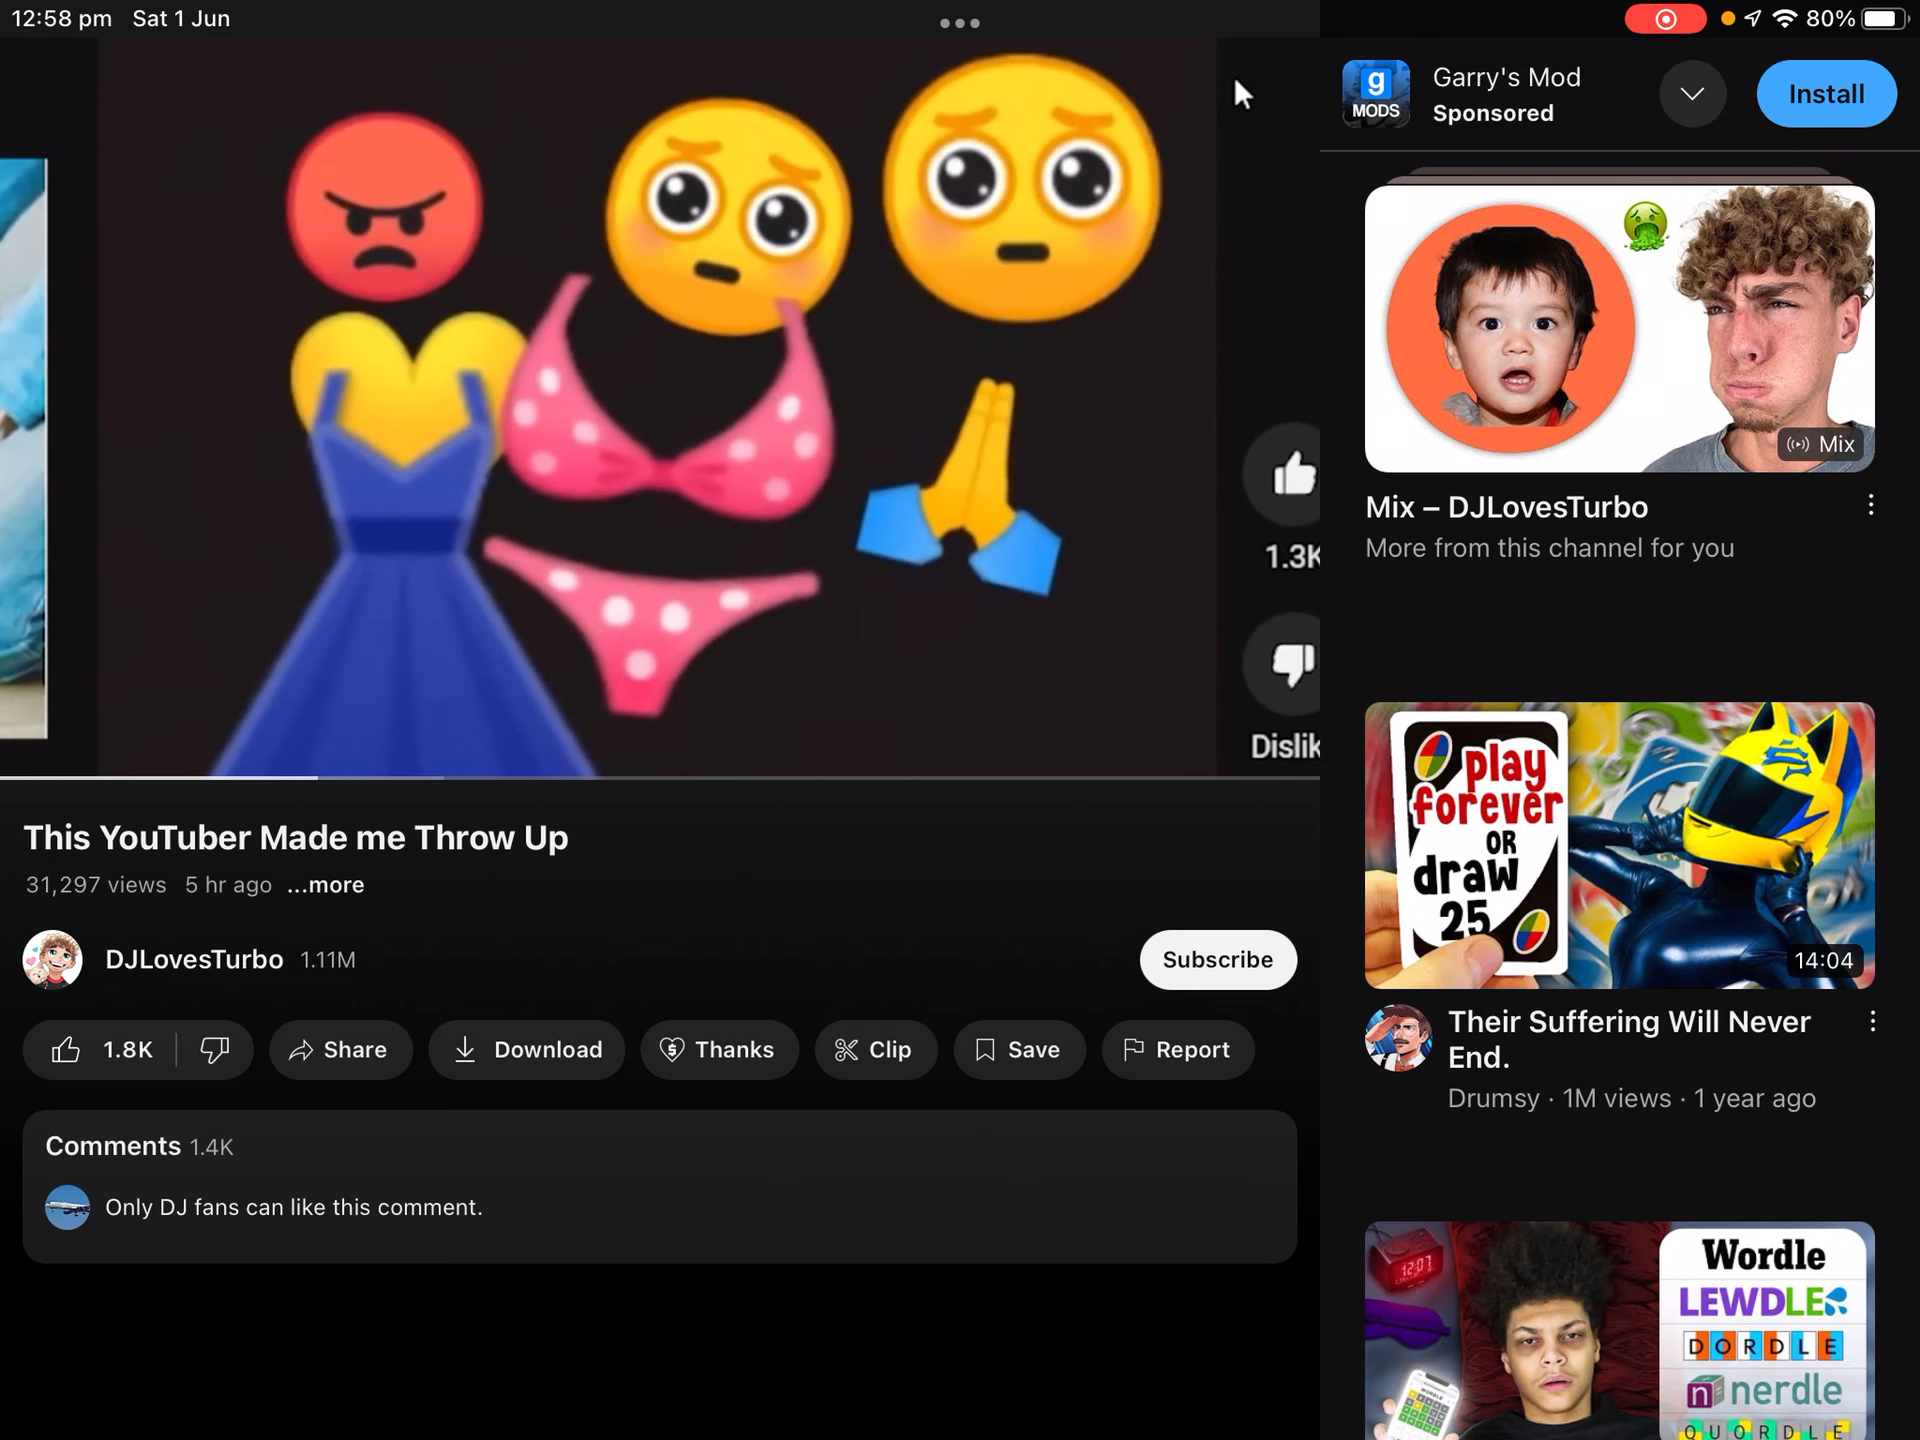 12:58 pm Sat 1 Jun
80%
1.3K
Dislik
g
MODS
Garry's Mod
Sponsored
Install
Mix
Mix – DJLovesTurbo
More from this channel for you
This YouTuber Made me Throw Up
31,297 views 5 hr ago ...more
DJLovesTurbo 1.11M
Subscribe
1.8K
Share
Download
Thanks
Clip
Save
Report
Comments 1.4K
Only DJ fans can like this comment.
play
forever
OR
draw
25
14:04
Their Suffering Will Never
End.
Drumsy · 1M views · 1 year ago
12:07
WORDLE
Wordle
LEWDLE
DORDLE
n nerdle
QUORDLE